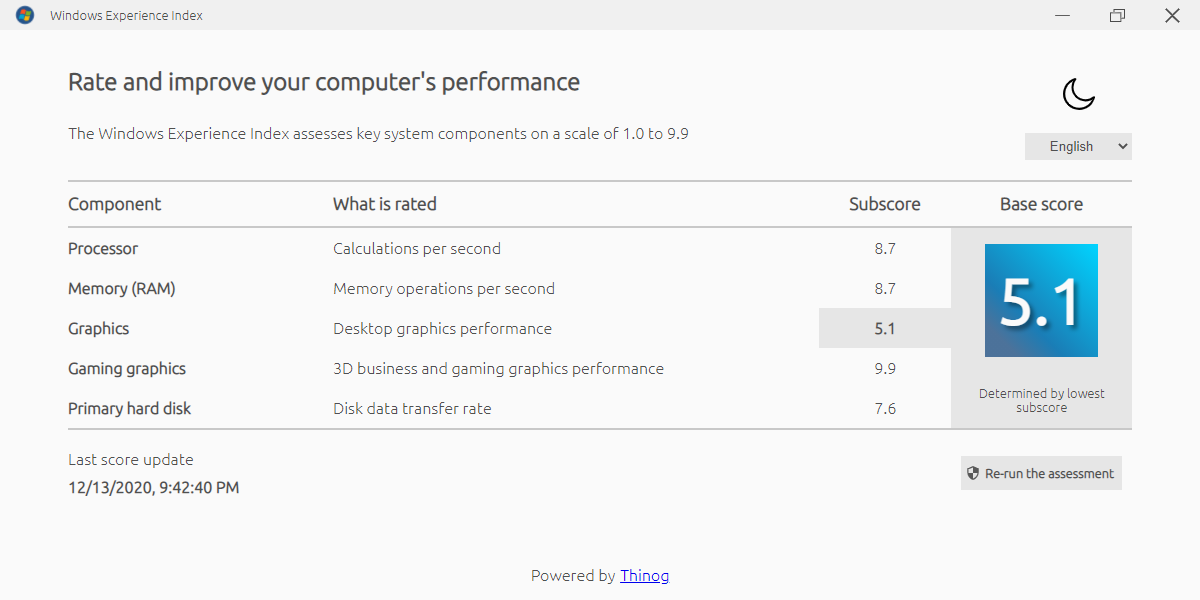 Windows Experience Index
Rate and improve your computer's performance
The Windows Experience Index assesses key system components on a scale of 1.0 to 9.9
English
Component What is rated Subscore Base score
Processor Calculations per second 8.7
Memory (RAM) Memory operations per second 8.7
Graphics Desktop graphics performance 5.1
Gaming graphics 3D business and gaming graphics performance 9.9
Primary hard disk Disk data transfer rate 7.6
5.1
Determined by lowest
subscore
Last score update
12/13/2020, 9:42:40 PM
Re-run the assessment
Powered by Thinog